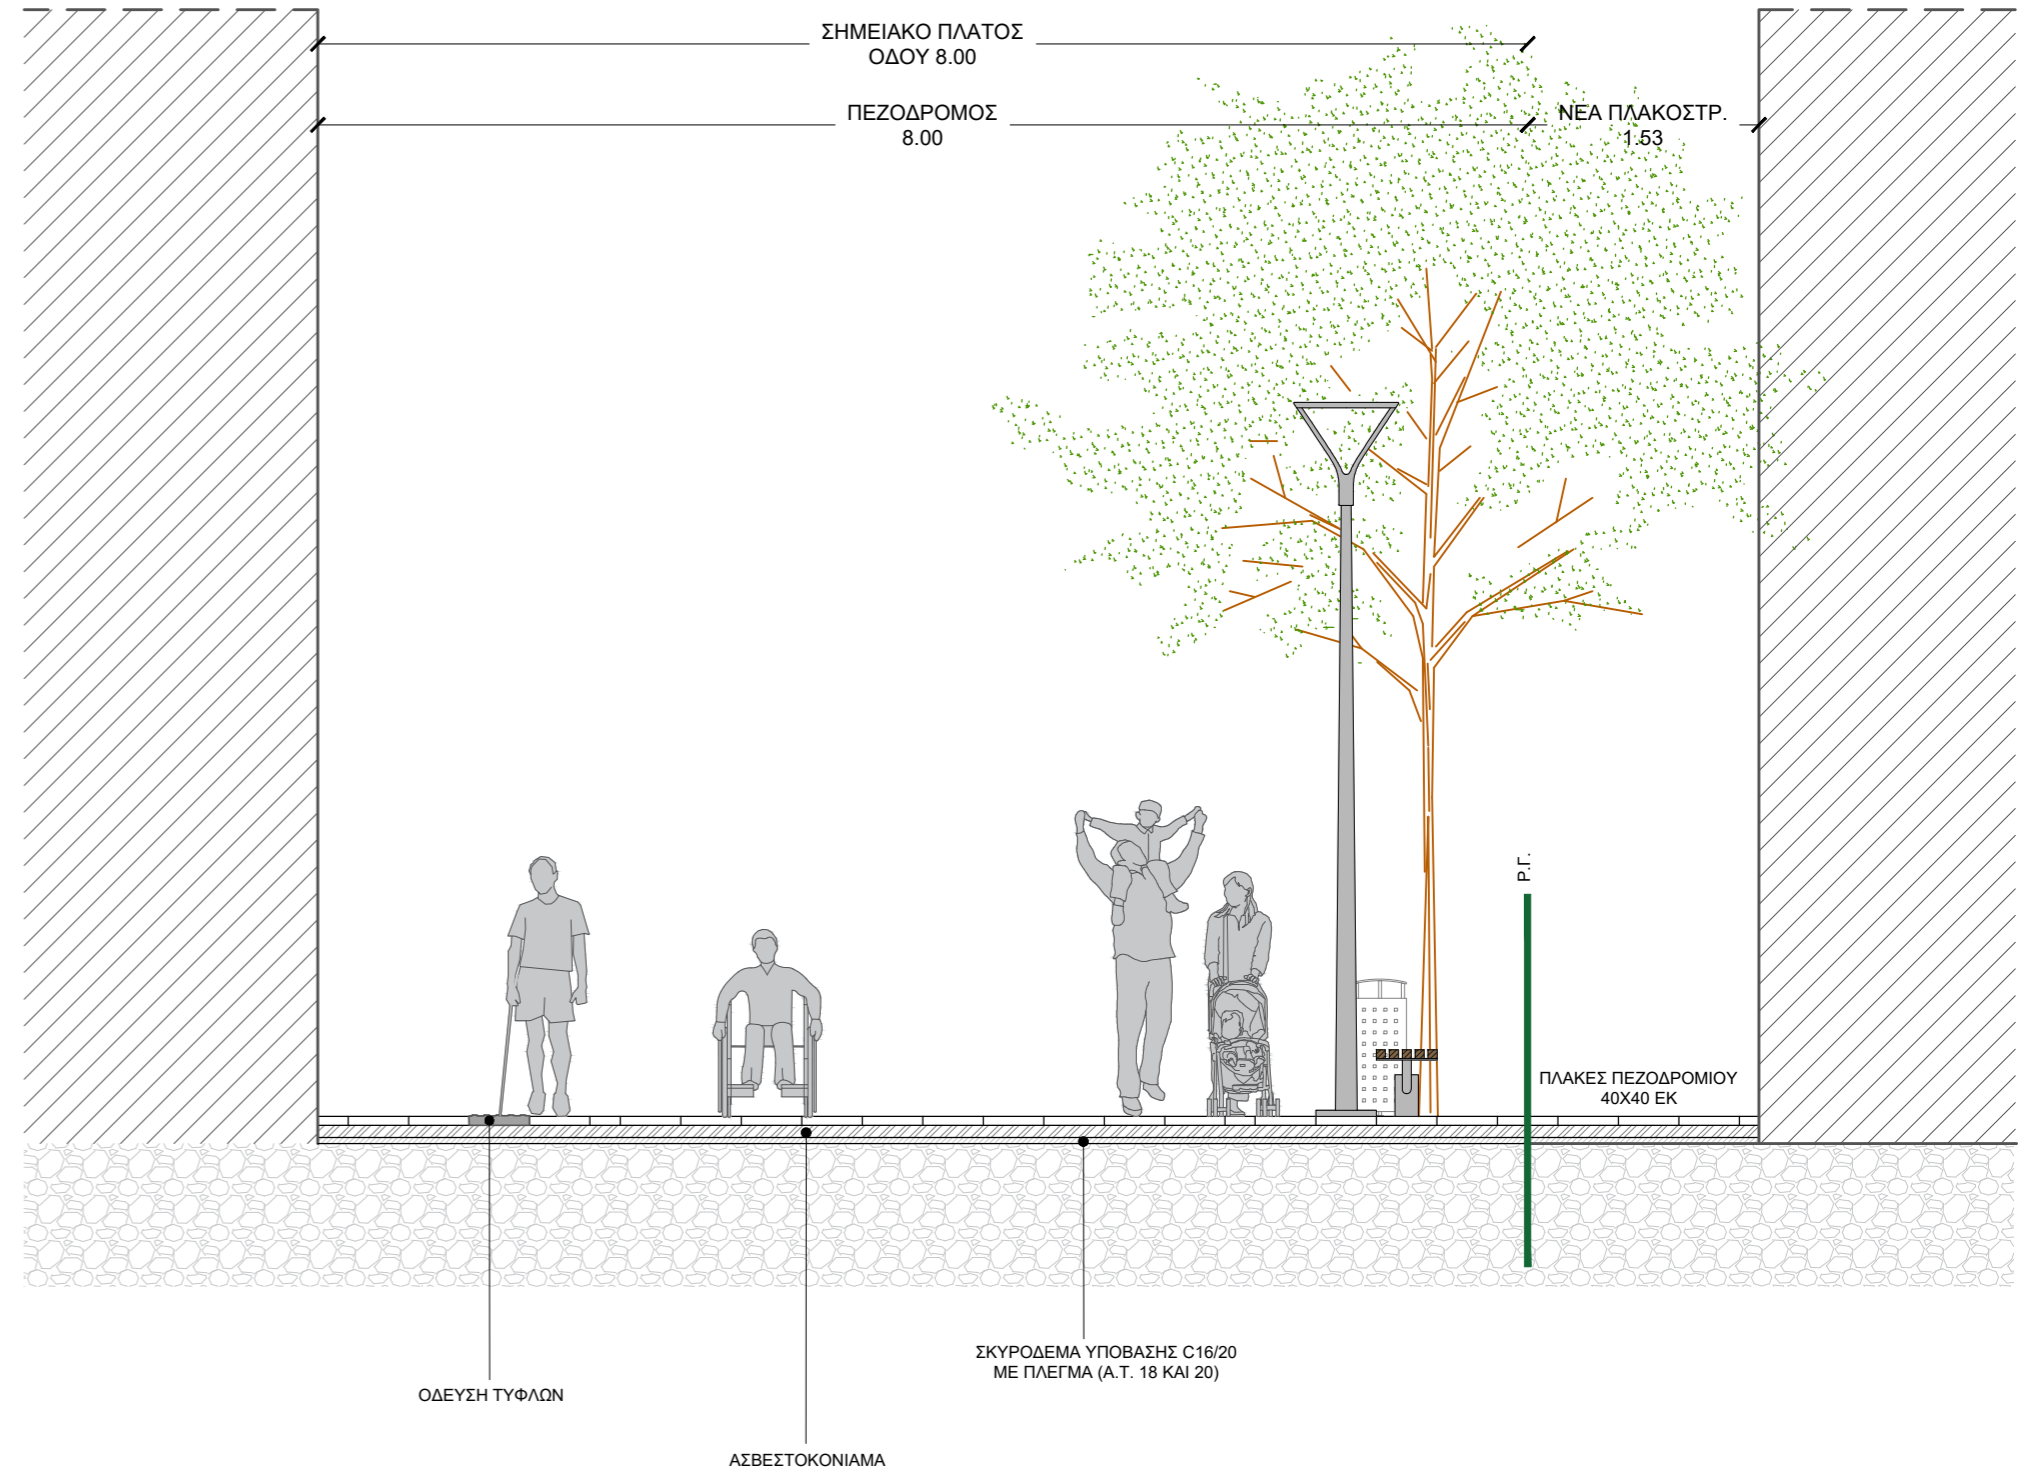 ΣΗΜΕΙΑΚΟ ΠΛΑΤΟΣ
ΟΔΟΥ 8.00
ΠΕΖΟΔΡΟΜΟΣ
8.00
ΝΕΑ ΠΛΑΚΟΣΤΡ.
1.53
Ρ.Γ.
ΠΛΑΚΕΣ ΠΕΖΟΔΡΟΜΙΟΥ
40X40 ΕΚ
ΣΚΥΡΟΔΕΜΑ ΥΠΟΒΑΣΗΣ C16/20
ΜΕ ΠΛΕΓΜΑ (Α.Τ. 18 ΚΑΙ 20)
ΟΔΕΥΣΗ ΤΥΦΛΩΝ
ΑΣΒΕΣΤΟΚΟΝΙΑΜΑ